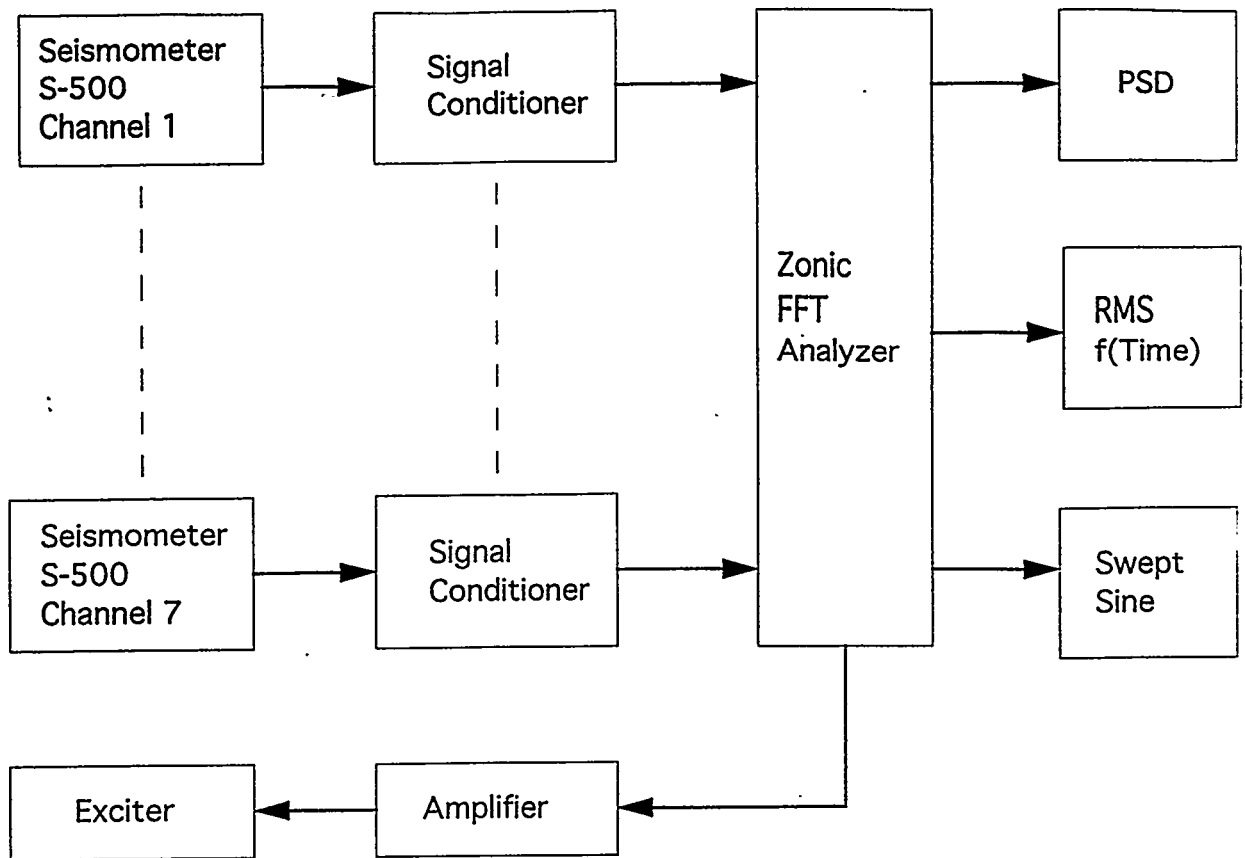 Seismometer
S-500
Channel 1
Signal
Conditioner
PSD
Zonic
FFT
Analyzer
RMS
f(Time)
Seismometer
S-500
Channel 7
Signal
Conditioner
Swept
Sine
Exciter
Amplifier